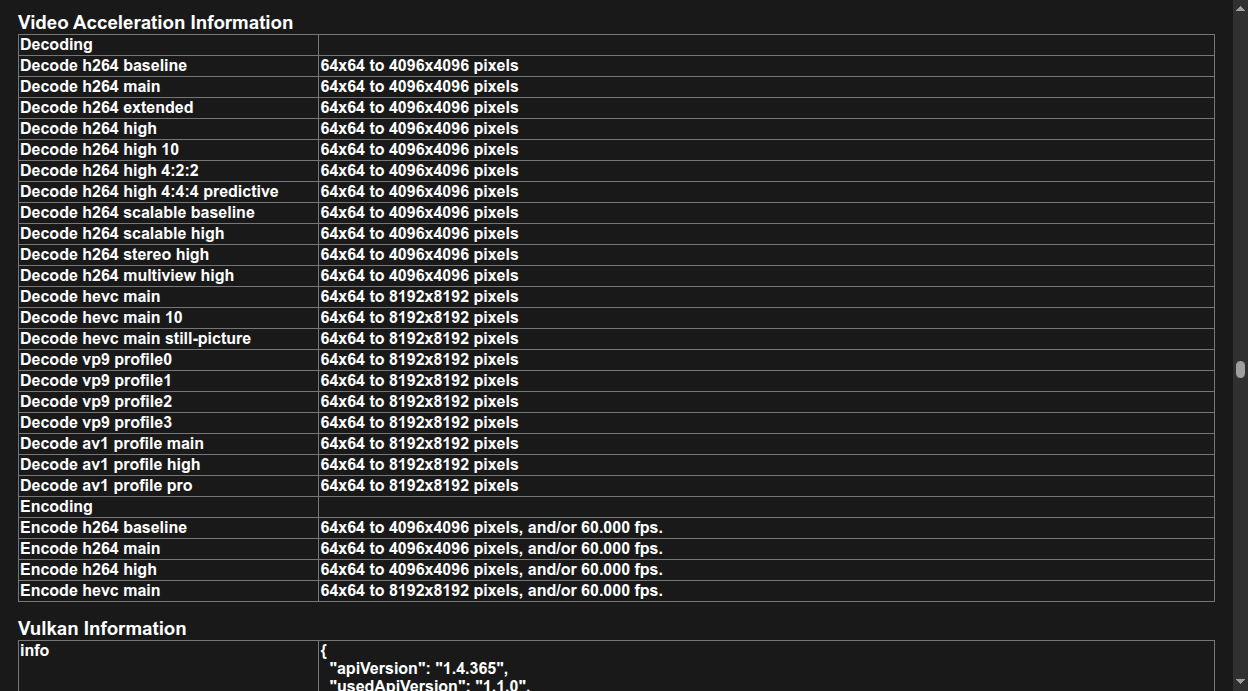 Video Acceleration Information
Decoding
Decode h264 baseline 64x64 to 4096x4096 pixels
Decode h264 main 64x64 to 4096x4096 pixels
Decode h264 extended 64x64 to 4096x4096 pixels
Decode h264 high 64x64 to 4096x4096 pixels
Decode h264 high 10 64x64 to 4096x4096 pixels
Decode h264 high 4:2:2 64x64 to 4096x4096 pixels
Decode h264 high 4:4:4 predictive 64x64 to 4096x4096 pixels
Decode h264 scalable baseline 64x64 to 4096x4096 pixels
Decode h264 scalable high 64x64 to 4096x4096 pixels
Decode h264 stereo high 64x64 to 4096x4096 pixels
Decode h264 multiview high 64x64 to 4096x4096 pixels
Decode hevc main 64x64 to 8192x8192 pixels
Decode hevc main 10 64x64 to 8192x8192 pixels
Decode hevc main still-picture 64x64 to 8192x8192 pixels
Decode vp9 profile0 64x64 to 8192x8192 pixels
Decode vp9 profile1 64x64 to 8192x8192 pixels
Decode vp9 profile2 64x64 to 8192x8192 pixels
Decode vp9 profile3 64x64 to 8192x8192 pixels
Decode av1 profile main 64x64 to 8192x8192 pixels
Decode av1 profile high 64x64 to 8192x8192 pixels
Decode av1 profile pro 64x64 to 8192x8192 pixels
Encoding
Encode h264 baseline 64x64 to 4096x4096 pixels, and/or 60.000 fps.
Encode h264 main 64x64 to 4096x4096 pixels, and/or 60.000 fps.
Encode h264 high 64x64 to 4096x4096 pixels, and/or 60.000 fps.
Encode hevc main 64x64 to 8192x8192 pixels, and/or 60.000 fps.
Vulkan Information
info {
"apiVersion": "1.4.365",
"usedApiVersion": "1.1.0",